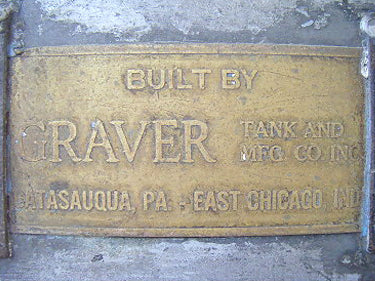 BUILT BY
GRAVER TANK AND MFG. CO. INC.
CATASAUQUA, PA. - EAST CHICAGO, IND.